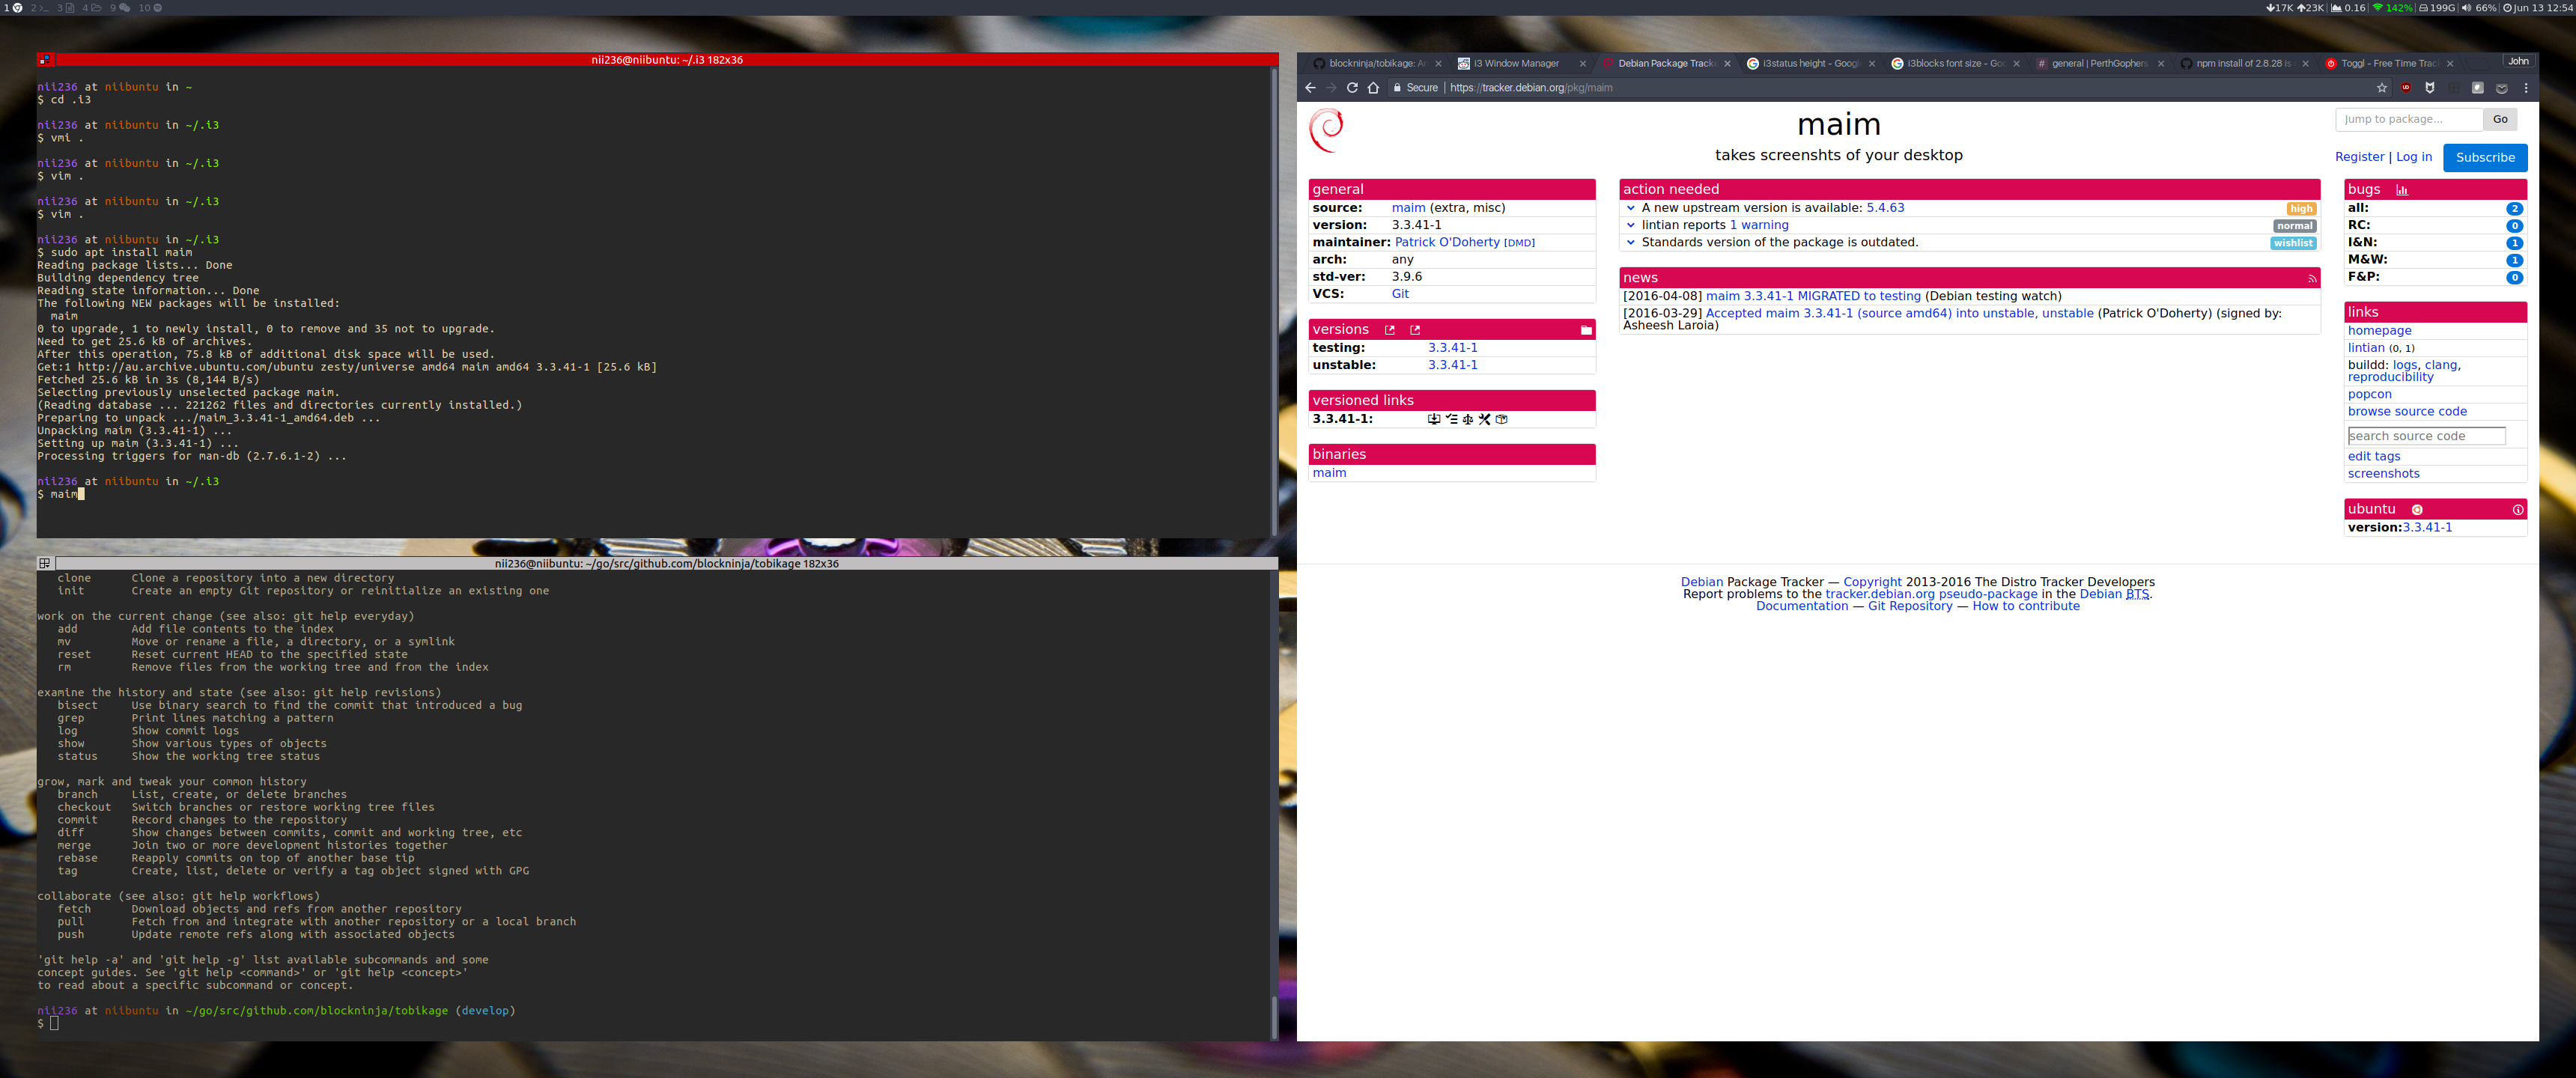 1 2 3 4 9 10
17K 23K 0.16 142% 199G 66% Jun 13 12:54
nii236@niibuntu: ~/.i3 182x36
nii236 at niibuntu in ~
$ cd .i3
nii236 at niibuntu in ~/.i3
$ vmi .
nii236 at niibuntu in ~/.i3
$ vim .
nii236 at niibuntu in ~/.i3
$ vim .
nii236 at niibuntu in ~/.i3
$ sudo apt install maim
Reading package lists... Done
Building dependency tree
Reading state information... Done
The following NEW packages will be installed:
  maim
0 to upgrade, 1 to newly install, 0 to remove and 35 not to upgrade.
Need to get 25.6 kB of archives.
After this operation, 75.8 kB of additional disk space will be used.
Get:1 http://au.archive.ubuntu.com/ubuntu zesty/universe amd64 maim amd64 3.3.41-1 [25.6 kB]
Fetched 25.6 kB in 3s (8,144 B/s)
Selecting previously unselected package maim.
(Reading database ... 221262 files and directories currently installed.)
Preparing to unpack .../maim_3.3.41-1_amd64.deb ...
Unpacking maim (3.3.41-1) ...
Setting up maim (3.3.41-1) ...
Processing triggers for man-db (2.7.6.1-2) ...
nii236 at niibuntu in ~/.i3
$ maim
nii236@niibuntu: ~/go/src/github.com/blockninja/tobikage 182x36
   clone      Clone a repository into a new directory
   init       Create an empty Git repository or reinitialize an existing one
work on the current change (see also: git help everyday)
   add        Add file contents to the index
   mv         Move or rename a file, a directory, or a symlink
   reset      Reset current HEAD to the specified state
   rm         Remove files from the working tree and from the index
examine the history and state (see also: git help revisions)
   bisect     Use binary search to find the commit that introduced a bug
   grep       Print lines matching a pattern
   log        Show commit logs
   show       Show various types of objects
   status     Show the working tree status
grow, mark and tweak your common history
   branch     List, create, or delete branches
   checkout   Switch branches or restore working tree files
   commit     Record changes to the repository
   diff       Show changes between commits, commit and working tree, etc
   merge      Join two or more development histories together
   rebase     Reapply commits on top of another base tip
   tag        Create, list, delete or verify a tag object signed with GPG
collaborate (see also: git help workflows)
   fetch      Download objects and refs from another repository
   pull       Fetch from and integrate with another repository or a local branch
   push       Update remote refs along with associated objects
'git help -a' and 'git help -g' list available subcommands and some
concept guides. See 'git help <command>' or 'git help <concept>'
to read about a specific subcommand or concept.
nii236 at niibuntu in ~/go/src/github.com/blockninja/tobikage (develop)
$
blockninja/tobikage: An i3 Window Manager Debian Package Track i3status height - Googl i3blocks font size - Goo general | PerthGophers npm install of 2.8.28 is Toggl - Free Time Trac John
Secure | https://tracker.debian.org/pkg/maim
maim
takes screenshts of your desktop
Jump to package... Go
Register | Log in Subscribe
general
source: maim (extra, misc)
version: 3.3.41-1
maintainer: Patrick O'Doherty [DMD]
arch: any
std-ver: 3.9.6
VCS: Git
versions
testing: 3.3.41-1
unstable: 3.3.41-1
versioned links
3.3.41-1:
binaries
maim
action needed
A new upstream version is available: 5.4.63 high
lintian reports 1 warning normal
Standards version of the package is outdated. wishlist
news
[2016-04-08] maim 3.3.41-1 MIGRATED to testing (Debian testing watch)
[2016-03-29] Accepted maim 3.3.41-1 (source amd64) into unstable, unstable (Patrick O'Doherty) (signed by:
Asheesh Laroia)
bugs
all: 2
RC: 0
I&N: 1
M&W: 1
F&P: 0
links
homepage
lintian (0, 1)
buildd: logs, clang,
reproducibility
popcon
browse source code
search source code
edit tags
screenshots
ubuntu
version:3.3.41-1
Debian Package Tracker — Copyright 2013-2016 The Distro Tracker Developers
Report problems to the tracker.debian.org pseudo-package in the Debian BTS.
Documentation — Git Repository — How to contribute